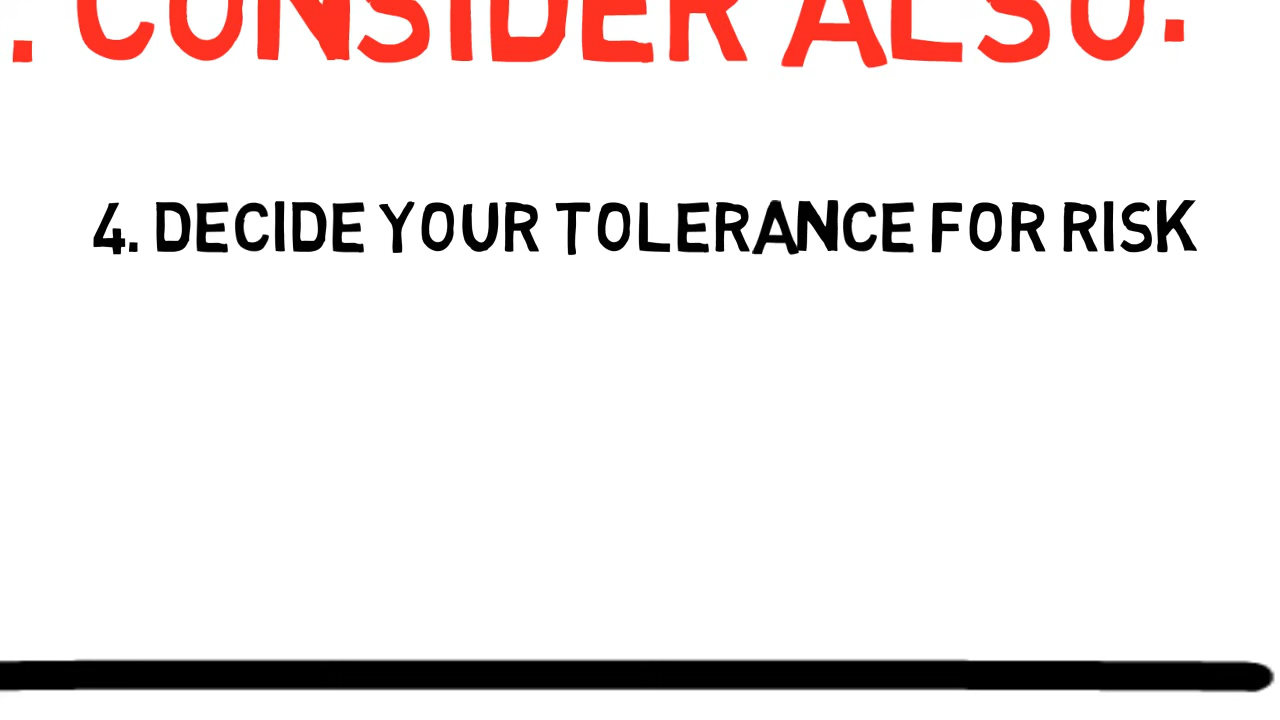 . CONSIDER ALSO:
4. DECIDE YOUR TOLERANCE FOR RISK